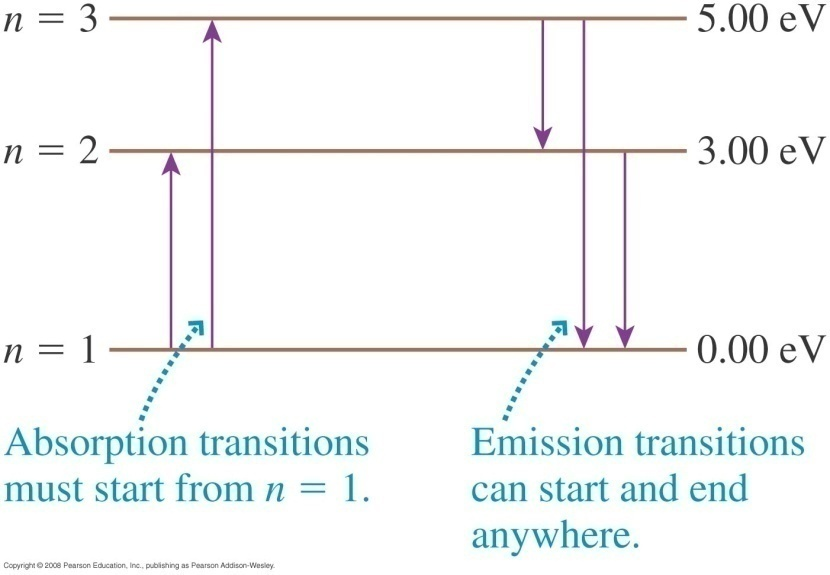 n = 3
5.00 eV
n = 2
3.00 eV
n = 1
0.00 eV
Absorption transitions
must start from n = 1.
Emission transitions
can start and end
anywhere.
Copyright © 2008 Pearson Education, Inc., publishing as Pearson Addison-Wesley.